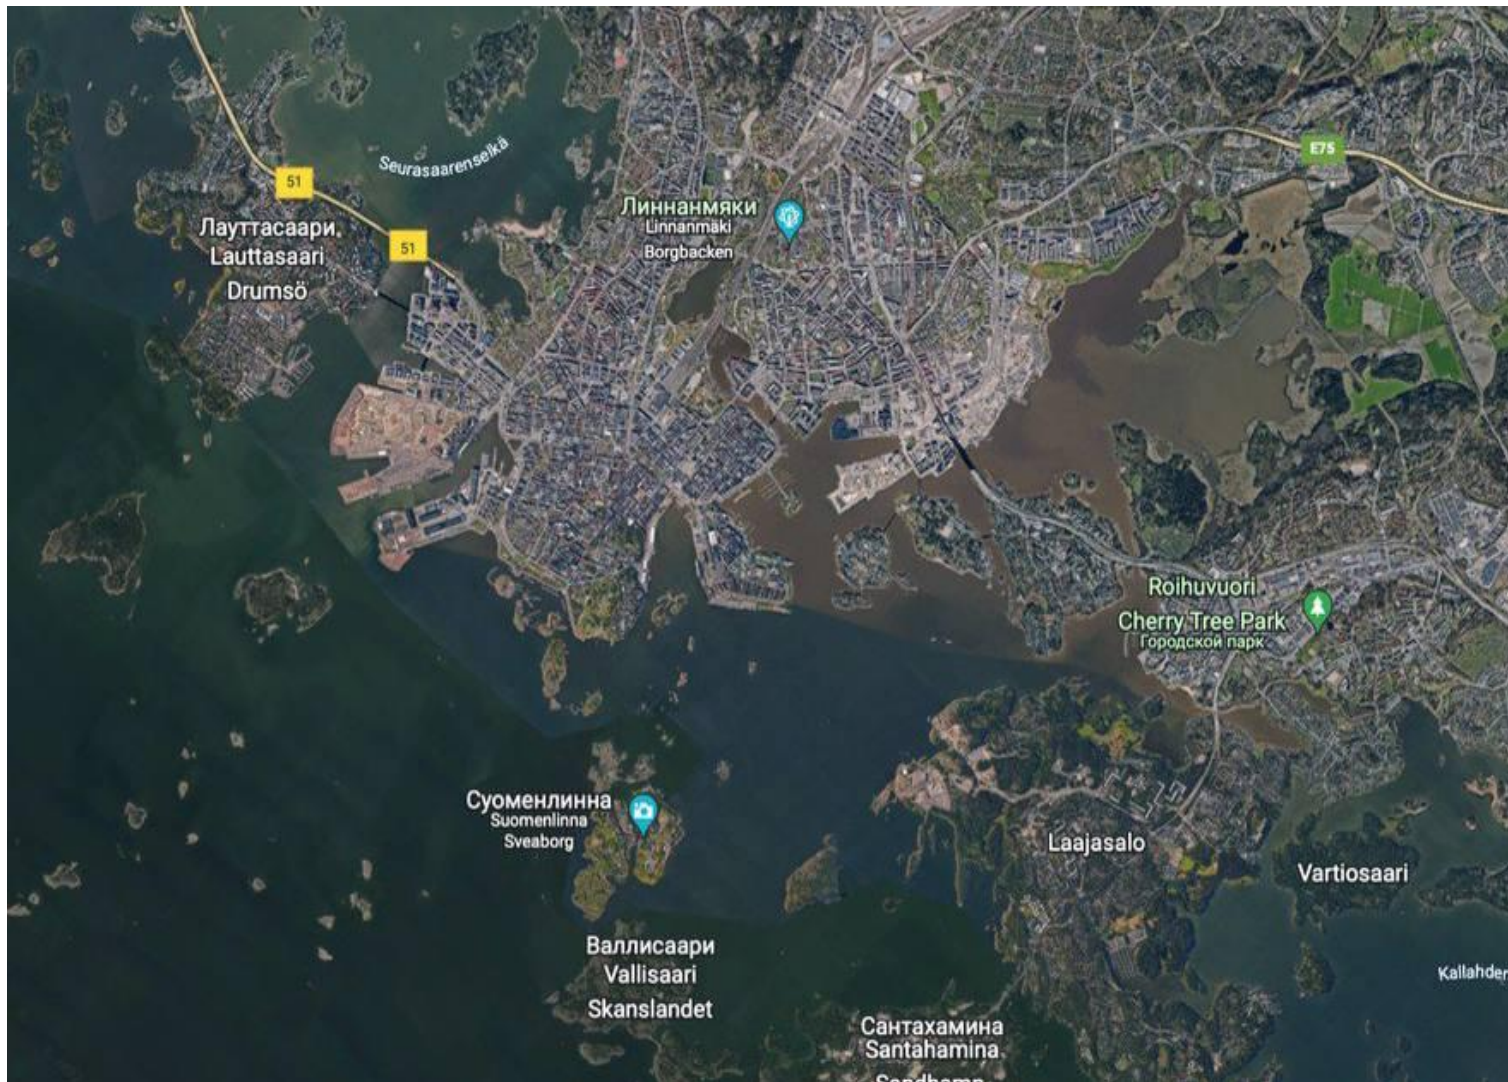 51
51
Seurasaarenselkä
E75
Линнанмяки
Linnanmäki
Borgbacken
Лауттасаари
Lauttasaari
Drumsö
Roihuvuori
Cherry Tree Park
Городской парк
Суоменлинна
Suomenlinna
Sveaborg
Laajasalo
Vartiosaari
Валлисаари
Vallisaari
Skanslandet
Kallahden
Сантахамина
Santahamina
Sandhamn